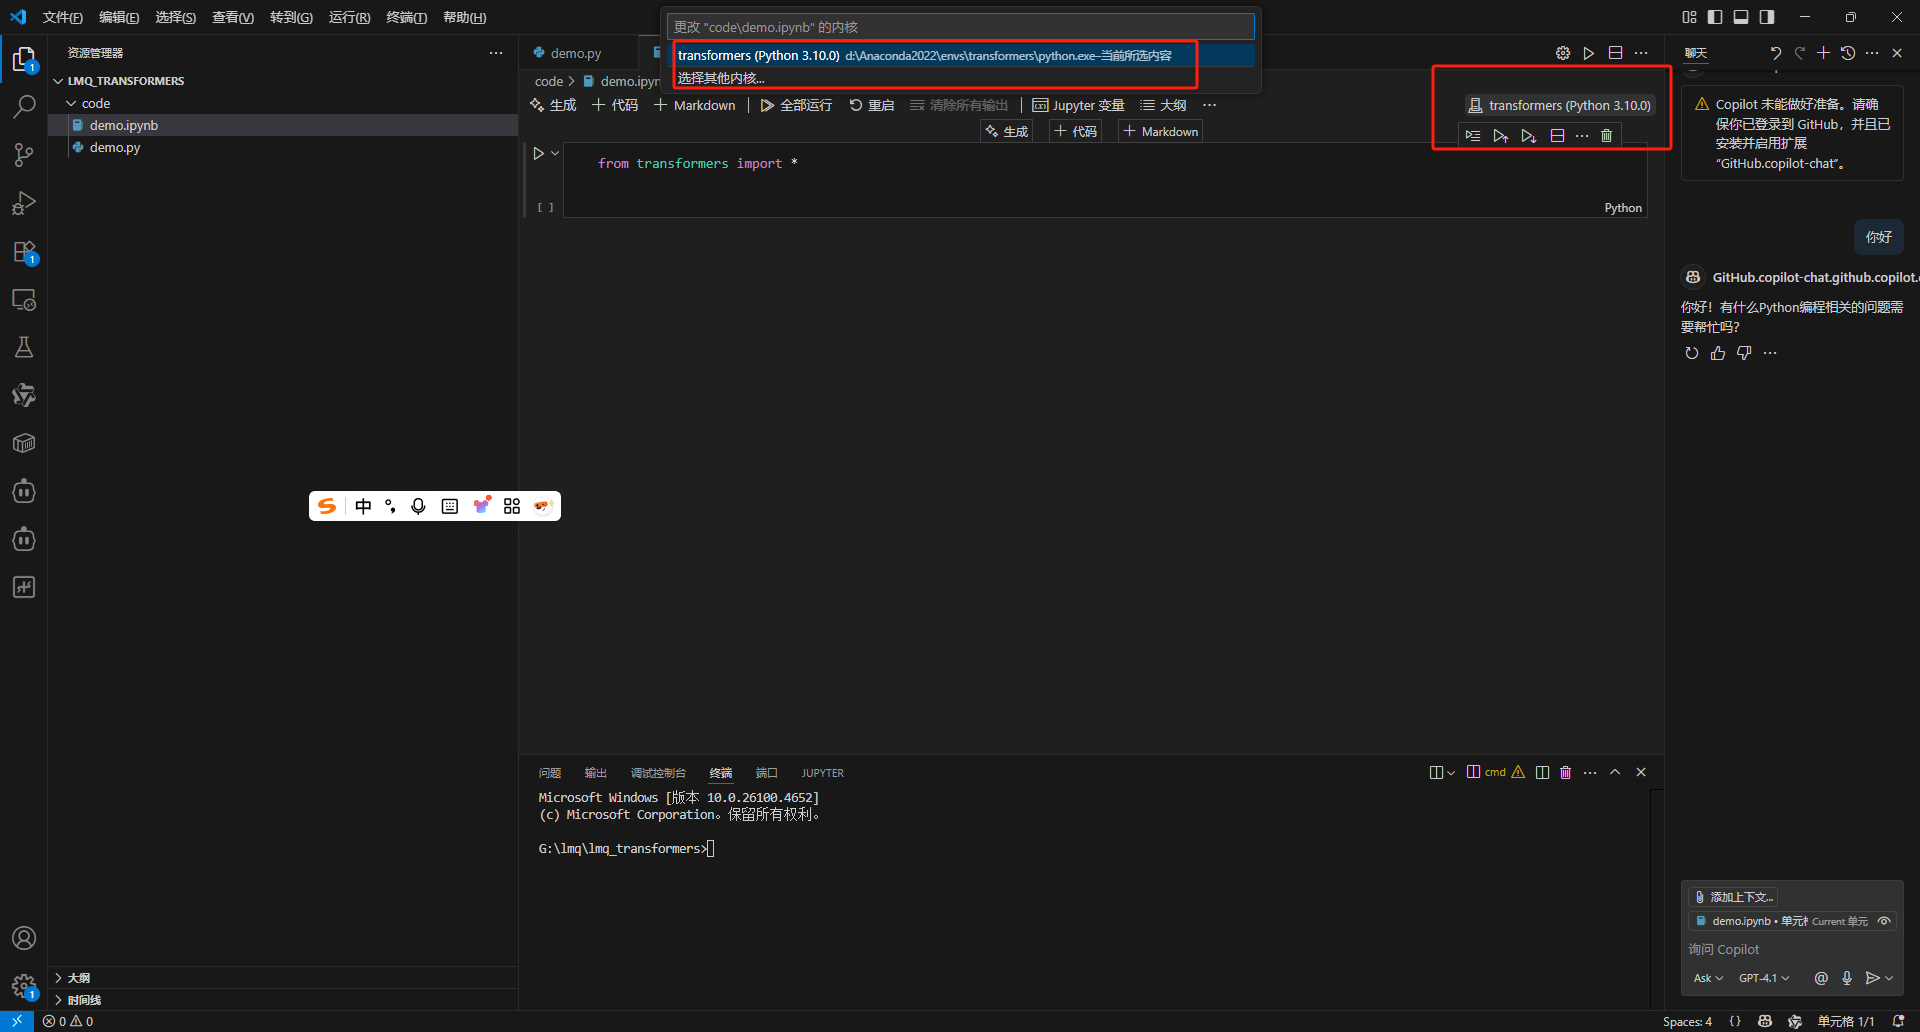 文件(F) 编辑(E) 选择(S) 查看(V) 转到(G) 运行(R) 终端(T) 帮助(H)
更改 "code\demo.ipynb" 的内核
transformers (Python 3.10.0) d:\Anaconda2022\envs\transformers\python.exe-当前所选内容
选择其他内核...
资源管理器
LMQ_TRANSFORMERS
code
demo.ipynb
demo.py
大纲
时间线
demo.py
code > demo.ipyn
生成 代码 Markdown 全部运行 重启 清除所有输出 Jupyter 变量 大纲
transformers (Python 3.10.0)
生成 代码 Markdown
from transformers import *
[ ]
Python
问题 输出 调试控制台 终端 端口 JUPYTER
cmd
Microsoft Windows [版本 10.0.26100.4652]
(c) Microsoft Corporation。保留所有权利。
G:\lmq\lmq_transformers>
中
聊天
Copilot 未能做好准备。请确
保你已登录到 GitHub，并且已
安装并启用扩展
“GitHub.copilot-chat”。
你好
GitHub.copilot-chat.github.copilot.
你好！有什么Python编程相关的问题需
要帮忙吗?
添加上下文...
demo.ipynb • 单元 Current 单元
询问 Copilot
Ask GPT-4.1
0 0
Spaces: 4 {} 单元格 1/1